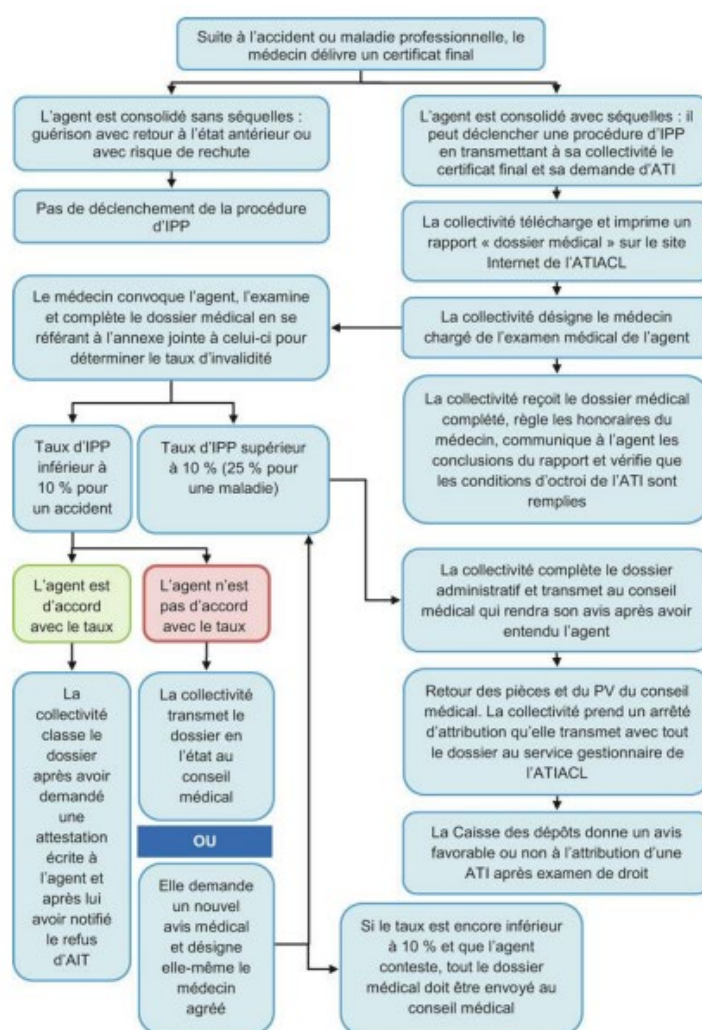 Suite à l'accident ou maladie professionnelle, le
médecin délivre un certificat final
L'agent est consolidé sans séquelles :
guérison avec retour à l'état antérieur ou
avec risque de rechute
Pas de déclenchement de la procédure
d'IPP
L'agent est consolidé avec séquelles : il
peut déclencher une procédure d'IPP
en transmettant à sa collectivité le
certificat final et sa demande d'ATI
La collectivité télécharge et imprime un
rapport « dossier médical » sur le site
Internet de l'ATIACL
La collectivité désigne le médecin
chargé de l'examen médical de l'agent
Le médecin convoque l'agent, l'examine
et complète le dossier médical en se
référant à l'annexe jointe à celui-ci pour
déterminer le taux d'invalidité
La collectivité reçoit le dossier médical
complété, règle les honoraires du
médecin, communique à l'agent les
conclusions du rapport et vérifie que
les conditions d'octroi de l'ATI sont
remplies
Taux d'IPP
inférieur à
10 % pour
un accident
Taux d'IPP supérieur
à 10 % (25 % pour
une maladie)
L'agent est
d'accord
avec le taux
L'agent n'est
pas d'accord
avec le taux
La
collectivité
classe le
dossier
après avoir
demandé
une
attestation
écrite à
l'agent et
après lui
avoir notifié
le refus
d'AIT
La collectivité
transmet le
dossier en
l'état au
conseil
médical
OU
Elle demande
un nouvel
avis médical
et désigne
elle-même le
médecin
agréé
La collectivité complète le dossier
administratif et transmet au conseil
médical qui rendra son avis après avoir
entendu l'agent
Retour des pièces et du PV du conseil
médical. La collectivité prend un arrêté
d'attribution qu'elle transmet avec tout
le dossier au service gestionnaire de
l'ATIACL
La Caisse des dépôts donne un avis
favorable ou non à l'attribution d'une
ATI après examen de droit
Si le taux est encore inférieur
à 10 % et que l'agent
conteste, tout le dossier
médical doit être envoyé au
conseil médical